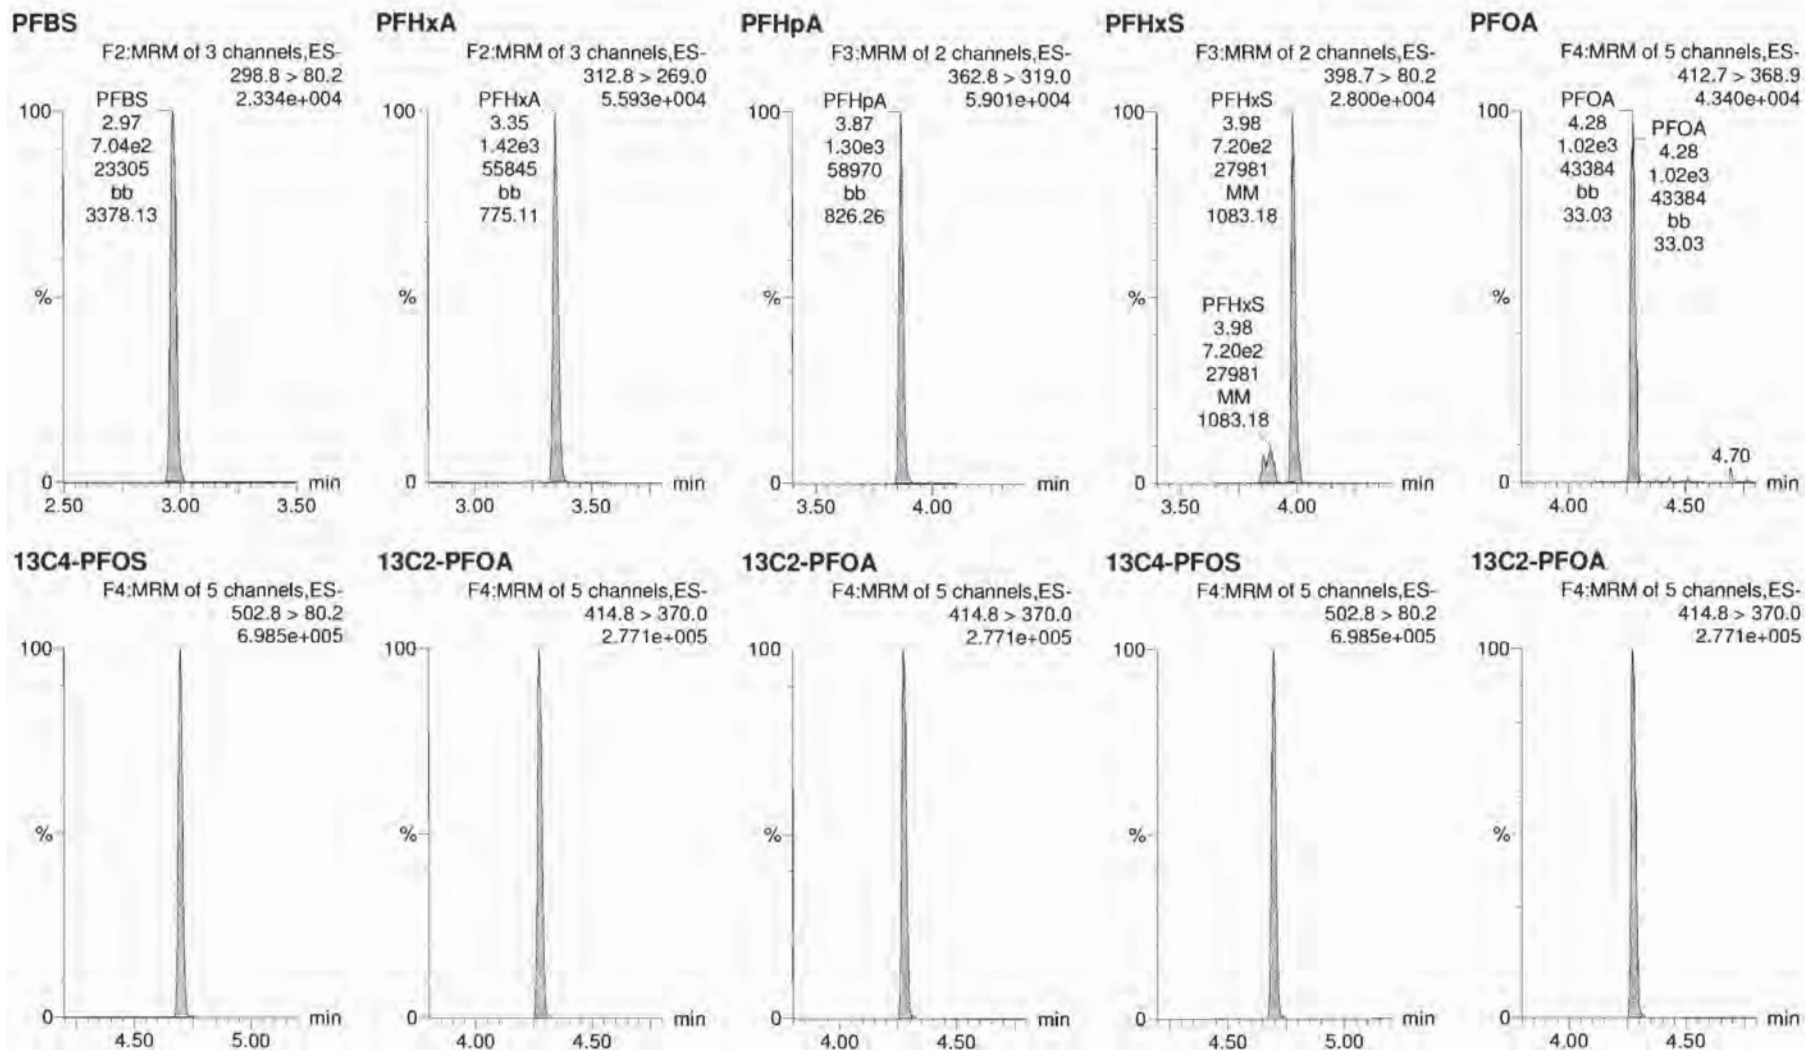 PFBS
F2:MRM of 3 channels,ES-
298.8 > 80.2
2.334e+004
100
PFBS
2.97
7.04e2
23305
bb
3378.13
%
0
min
2.50
3.00
3.50
PFHxA
F2:MRM of 3 channels,ES-
312.8 > 269.0
5.593e+004
100
PFHxA
3.35
1.42e3
55845
bb
775.11
%
0
min
3.00
3.50
PFHpA
F3:MRM of 2 channels,ES-
362.8 > 319.0
5.901e+004
100
PFHpA
3.87
1.30e3
58970
bb
826.26
%
0
min
3.50
4.00
PFHxS
F3:MRM of 2 channels,ES-
398.7 > 80.2
2.800e+004
100
PFHxS
3.98
7.20e2
27981
MM
1083.18
%
PFHxS
3.98
7.20e2
27981
MM
1083.18
0
min
3.50
4.00
PFOA
F4:MRM of 5 channels,ES-
412.7 > 368.9
4.340e+004
100
PFOA
4.28
1.02e3
43384
bb
33.03
PFOA
4.28
1.02e3
43384
bb
33.03
%
4.70
0
min
4.00
4.50
13C4-PFOS
F4:MRM of 5 channels,ES-
502.8 > 80.2
6.985e+005
100
%
0
min
4.50
5.00
13C2-PFOA
F4:MRM of 5 channels,ES-
414.8 > 370.0
2.771e+005
100
%
0
min
4.00
4.50
13C2-PFOA
F4:MRM of 5 channels,ES-
414.8 > 370.0
2.771e+005
100
%
0
min
4.00
4.50
13C4-PFOS
F4:MRM of 5 channels,ES-
502.8 > 80.2
6.985e+005
100
%
0
min
4.50
5.00
13C2-PFOA
F4:MRM of 5 channels,ES-
414.8 > 370.0
2.771e+005
100
%
0
min
4.00
4.50